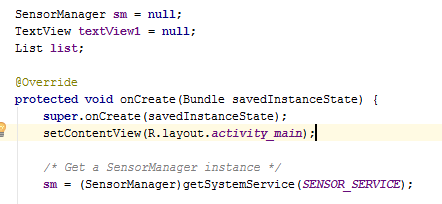 SensorManager sm = null;
TextView textView1 = null;
List list;
@Override
protected void onCreate(Bundle savedInstanceState) {
super.onCreate(savedInstanceState);
setContentView(R.layout.activity_main);
/* Get a SensorManager instance */
sm = (SensorManager)getSystemService(SENSOR_SERVICE);